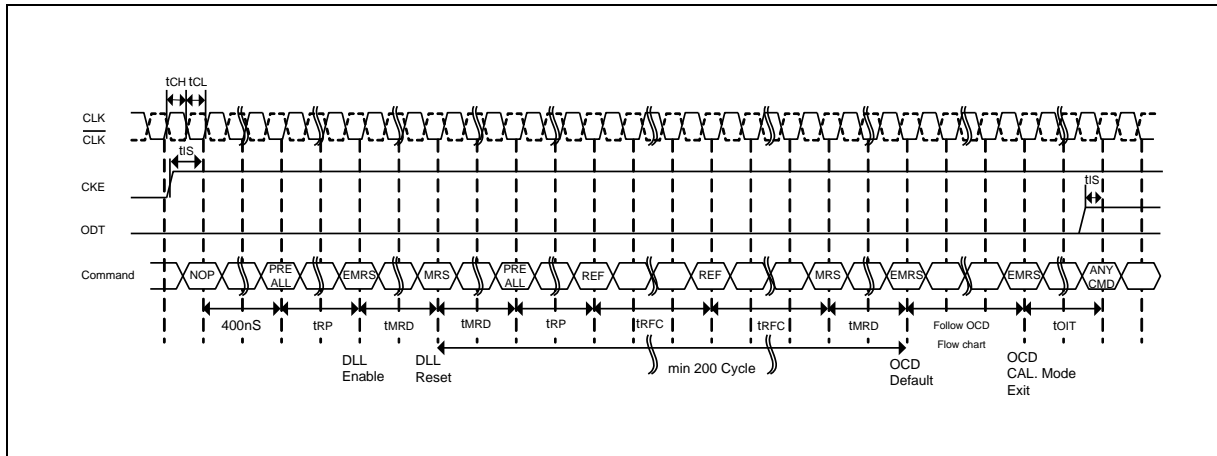 tCH tCL
CLK
CLK
tIS
CKE
tIS
ODT
Command NOP PRE ALL EMRS MRS PRE ALL REF REF MRS EMRS EMRS ANY CMD
400nS tRP tMRD tMRD tRP tRFC tRFC tMRD Follow OCD Flow chart tOIT
DLL Enable
DLL Reset
min 200 Cycle
OCD Default
OCD CAL. Mode Exit